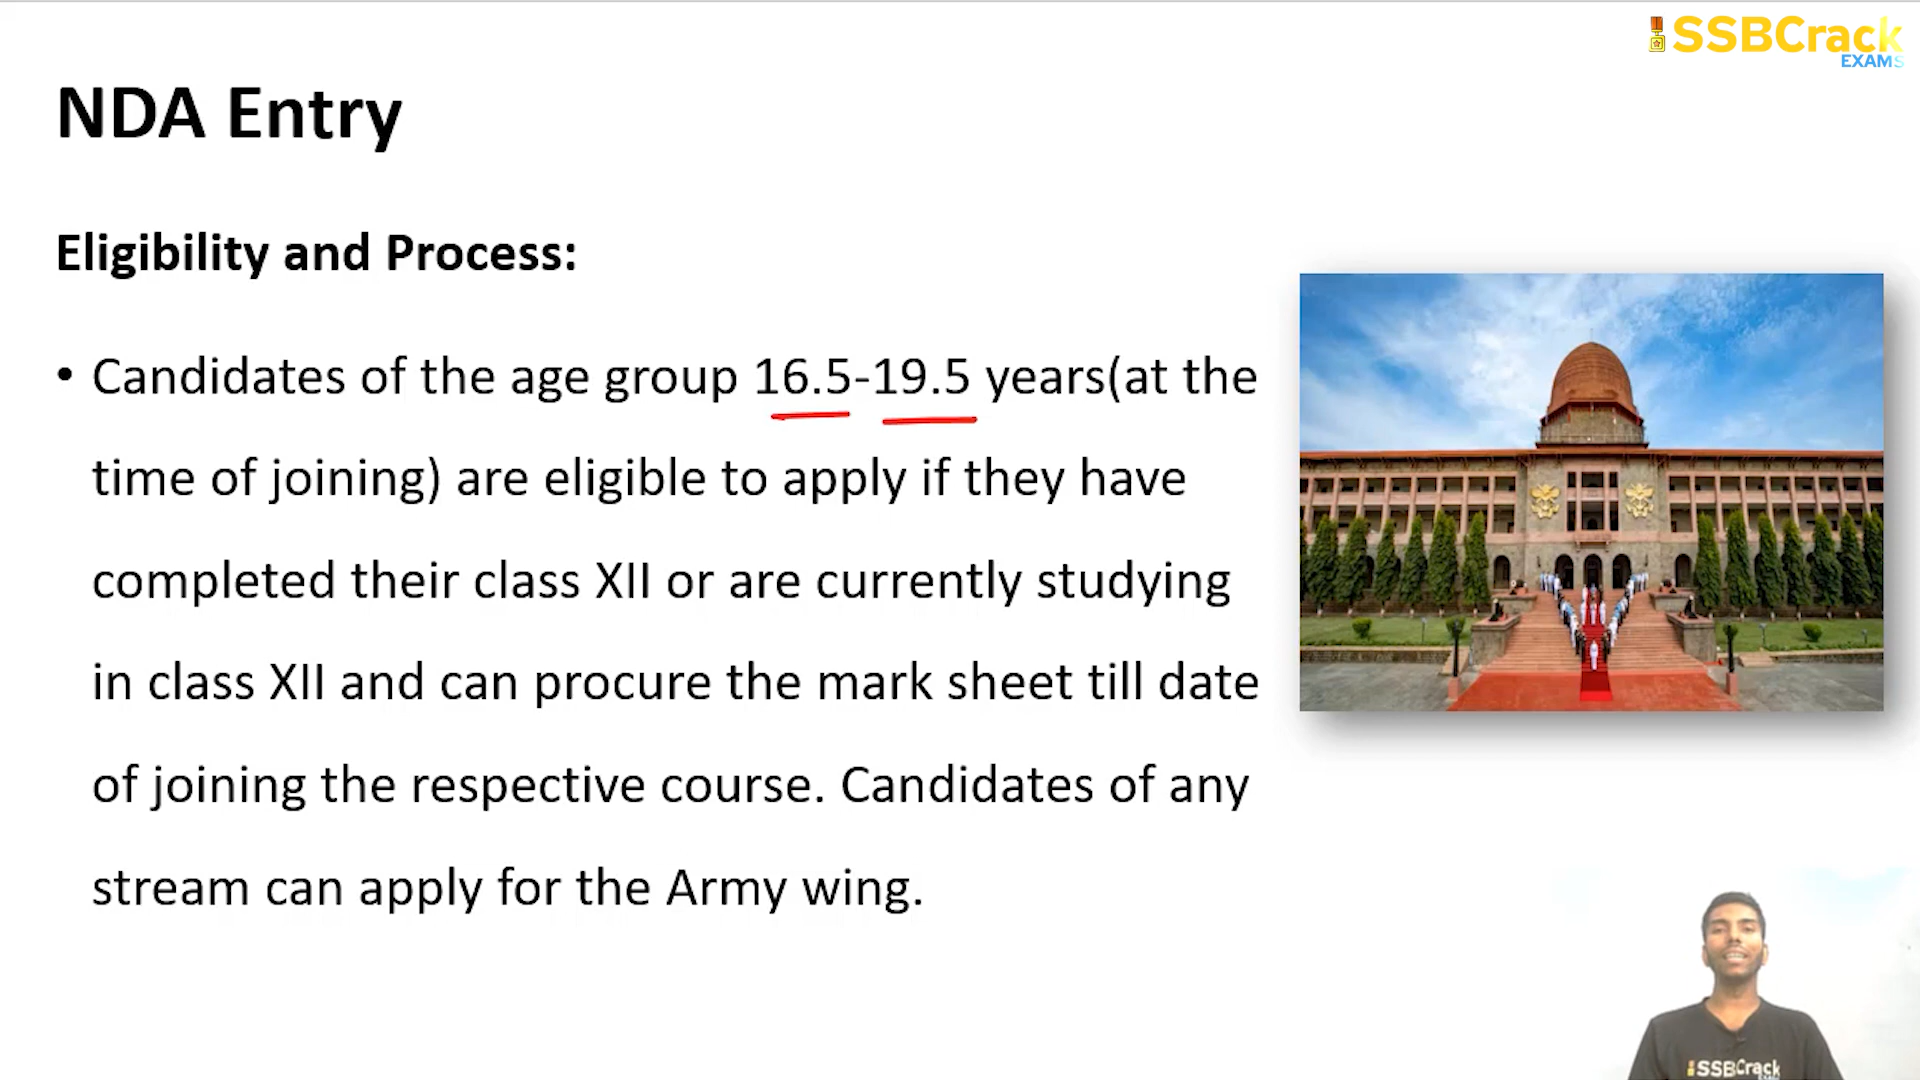 SSBCrack
EXAMS
NDA Entry
Eligibility and Process:
• Candidates of the age group 16.5-19.5 years(at the
time of joining) are eligible to apply if they have
completed their class XII or are currently studying
in class XII and can procure the mark sheet till date
of joining the respective course. Candidates of any
stream can apply for the Army wing.
SSBCrack